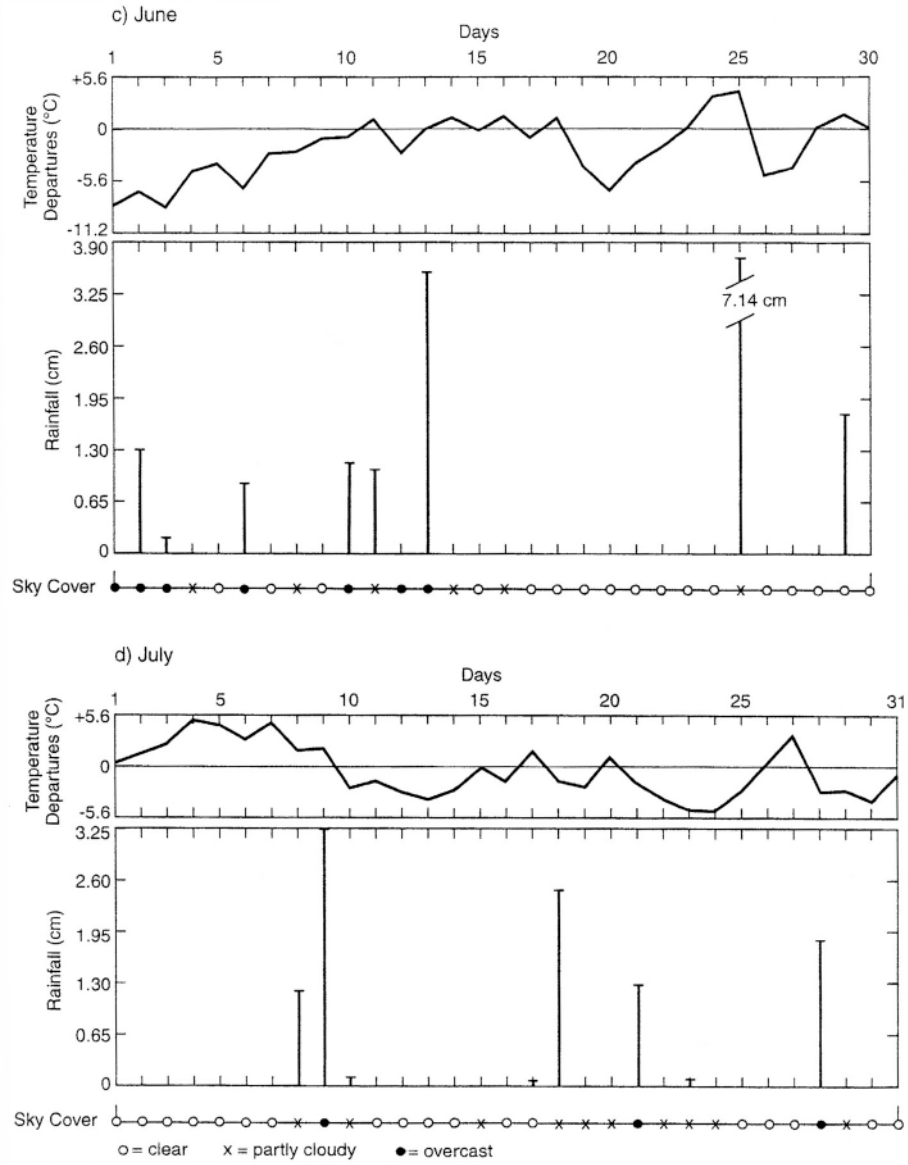 c) June
Days
1 5 10 15 20 25 30
Temperature
Departures (°C)
+5.6
0
-5.6
-11.2
Rainfall (cm)
3.90
3.25
2.60
1.95
1.30
0.65
0
7.14 cm
Sky Cover
d) July
Days
1 5 10 15 20 25 31
Temperature
Departures (°C)
+5.6
0
-5.6
Rainfall (cm)
3.25
2.60
1.95
1.30
0.65
0
Sky Cover
o = clear x = partly cloudy ● = overcast